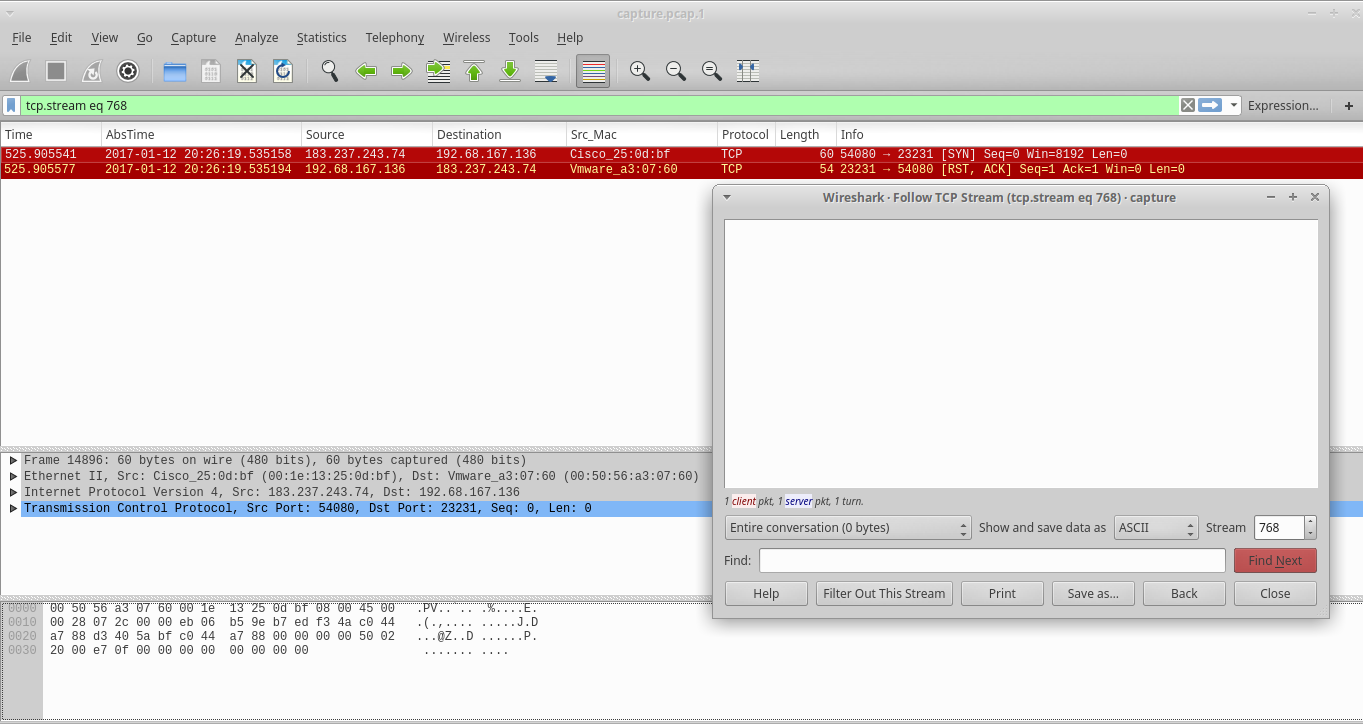 capture.pcap.1
File Edit View Go Capture Analyze Statistics Telephony Wireless Tools Help
tcp.stream eq 768 Expression... +
Time AbsTime Source Destination Src_Mac Protocol Length Info
525.905541 2017-01-12 20:26:19.535158 183.237.243.74 192.68.167.136 Cisco_25:0d:bf TCP 60 54080 → 23231 [SYN] Seq=0 Win=8192 Len=0
525.905577 2017-01-12 20:26:19.535194 192.68.167.136 183.237.243.74 Vmware_a3:07:60 TCP 54 23231 → 54080 [RST, ACK] Seq=1 Ack=1 Win=0 Len=0
Wireshark · Follow TCP Stream (tcp.stream eq 768) · capture
1 client pkt, 1 server pkt, 1 turn.
Entire conversation (0 bytes) Show and save data as ASCII Stream 768
Find: Find Next
Help Filter Out This Stream Print Save as... Back Close
Frame 14896: 60 bytes on wire (480 bits), 60 bytes captured (480 bits)
Ethernet II, Src: Cisco_25:0d:bf (00:1e:13:25:0d:bf), Dst: Vmware_a3:07:60 (00:50:56:a3:07:60)
Internet Protocol Version 4, Src: 183.237.243.74, Dst: 192.68.167.136
Transmission Control Protocol, Src Port: 54080, Dst Port: 23231, Seq: 0, Len: 0
0000 00 50 56 a3 07 60 00 1e 13 25 0d bf 08 00 45 00 .PV..`.. .%....E.
0010 00 28 07 2c 00 00 eb 06 b5 9e b7 ed f3 4a c0 44 .(.,.... .....J.D
0020 a7 88 d3 40 5a bf c0 44 a7 88 00 00 00 00 50 02 ...@Z..D ......P.
0030 20 00 e7 0f 00 00 00 00 00 00 00 00 ....... ....